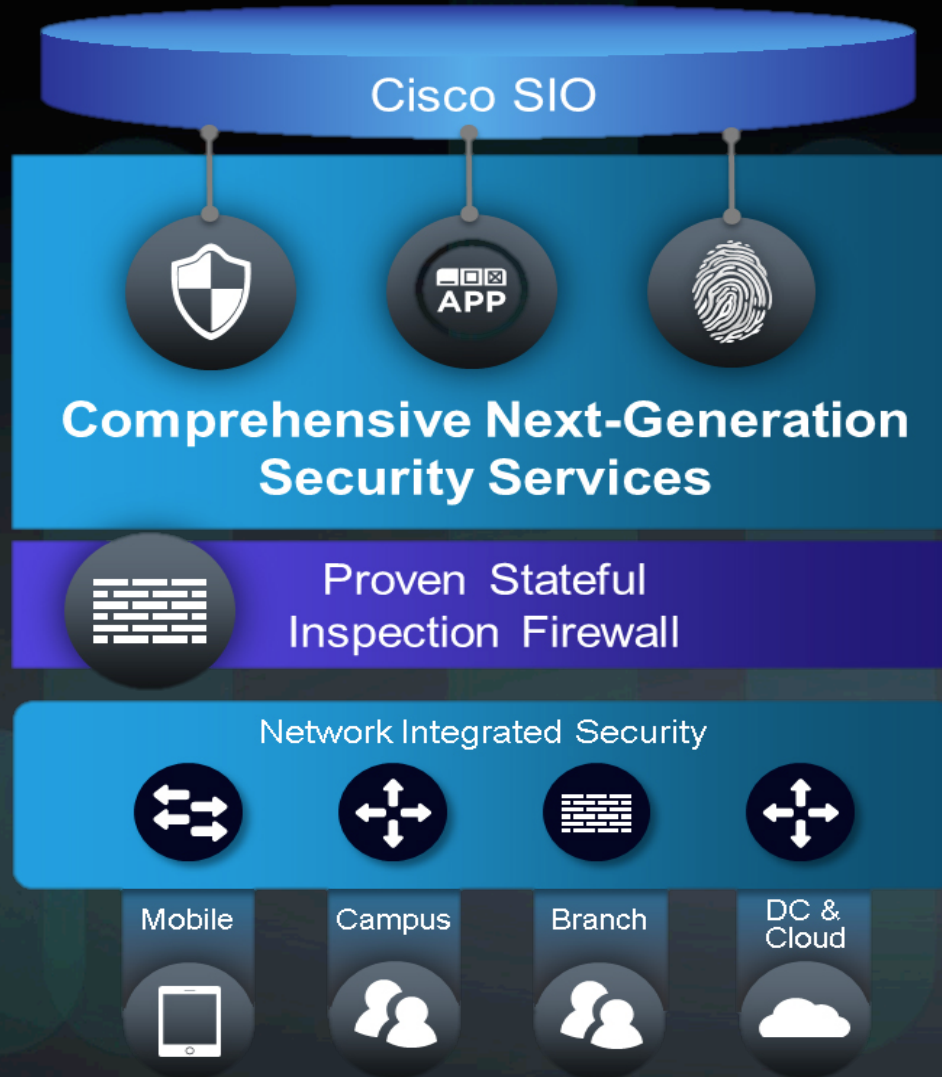 Cisco SIO
APP
Comprehensive Next-Generation
Security Services
Proven Stateful
Inspection Firewall
Network Integrated Security
Mobile
Campus
Branch
DC &
Cloud